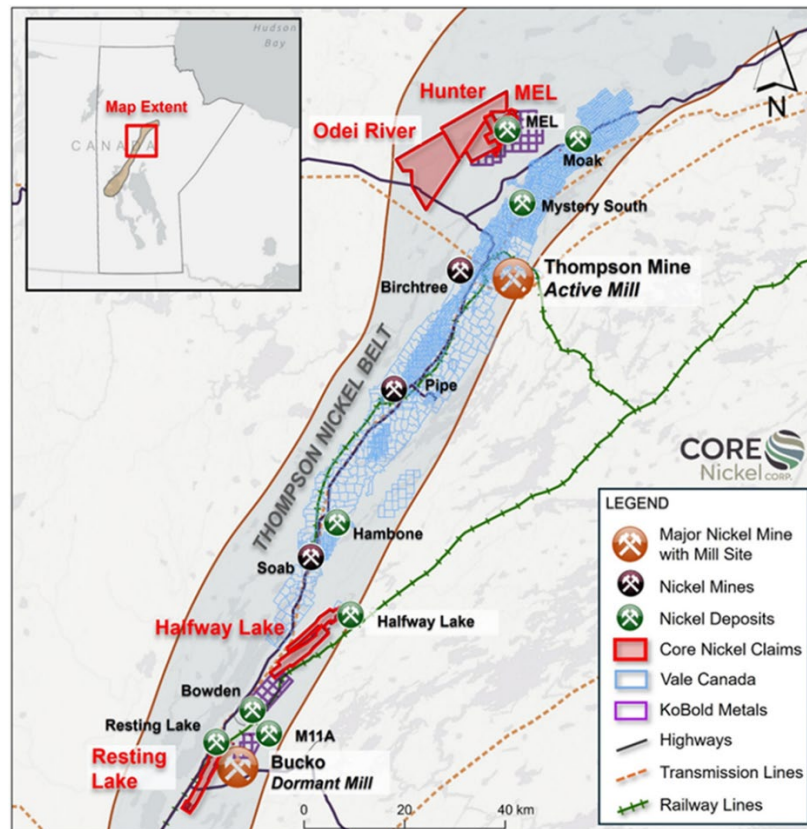 Hudson
Bay
Map Extent
CANADA
N
Hunter
MEL
Odei River
MEL
Moak
Mystery South
Birchtree
Thompson Mine
Active Mill
THOMPSON NICKEL BELT
Pipe
CORE
Nickel CORP.
Hambone
Soab
Halfway Lake
Halfway Lake
Bowden
Resting Lake
M11A
Resting
Lake
Bucko
Dormant Mill
0
20
40 km
LEGEND
Major Nickel Mine
with Mill Site
Nickel Mines
Nickel Deposits
Core Nickel Claims
Vale Canada
KoBold Metals
Highways
Transmission Lines
Railway Lines